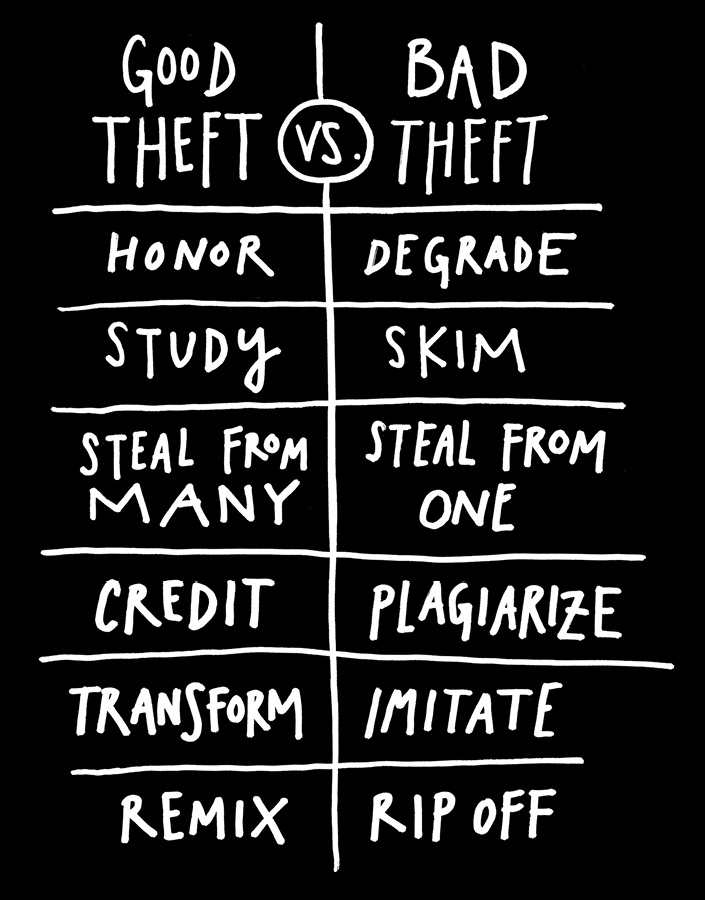 GOOD THEFT
VS.
BAD THEFT
HONOR
DEGRADE
STUDY
SKIM
STEAL FROM
MANY
STEAL FROM
ONE
CREDIT
PLAGIARIZE
TRANSFORM
IMITATE
REMIX
RIP OFF